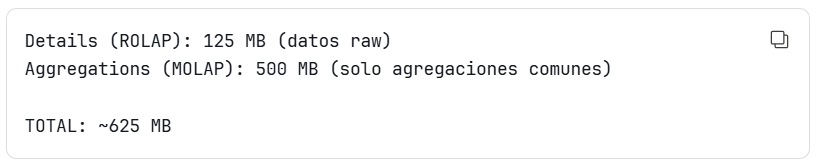 Details (ROLAP): 125 MB (datos raw)
Aggregations (MOLAP): 500 MB (solo agregaciones comunes)
TOTAL: ~625 MB